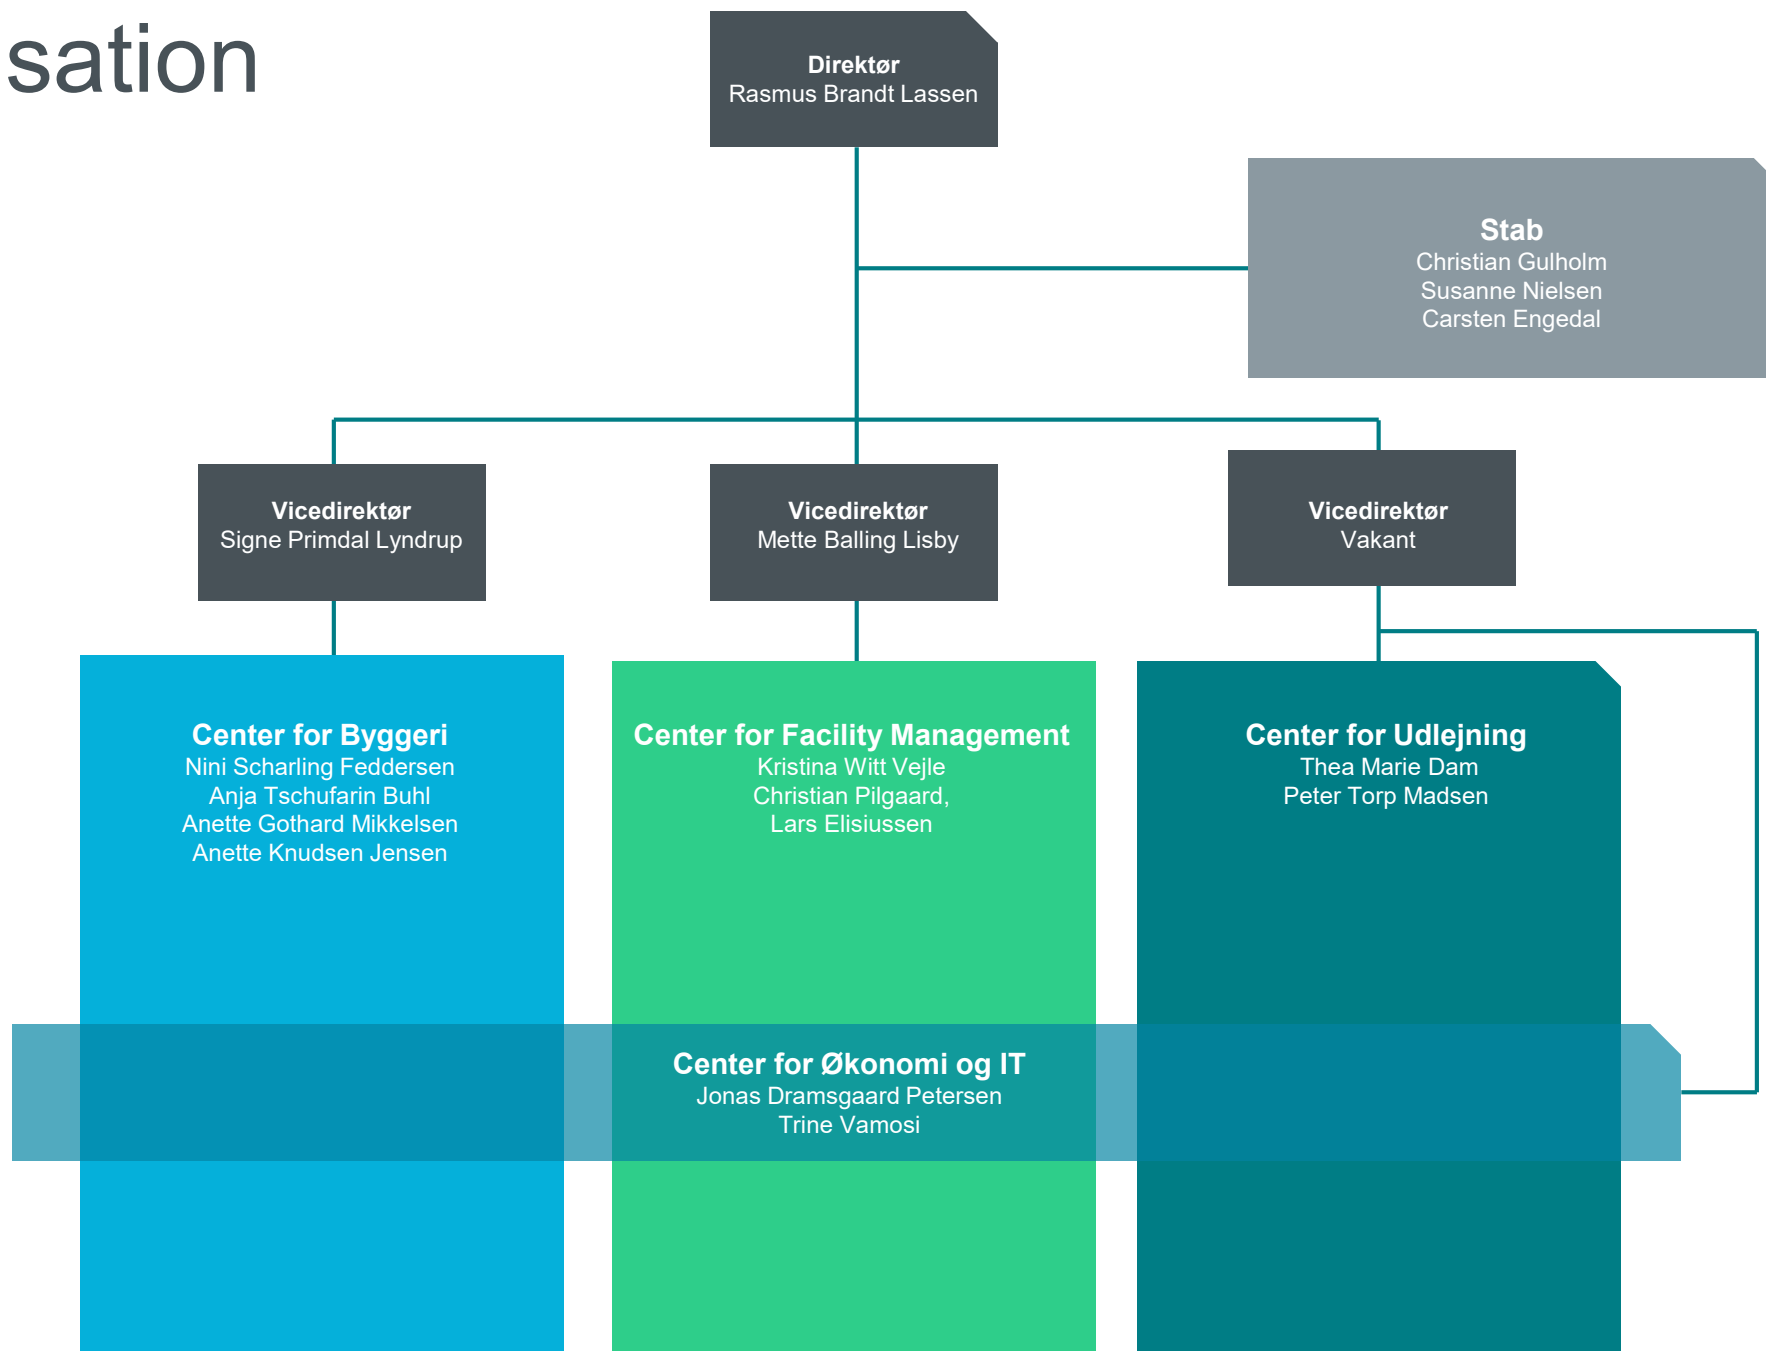 sation
Direktør
Rasmus Brandt Lassen
Stab
Christian Gulholm
Susanne Nielsen
Carsten Engedal
Vicedirektør
Signe Primdal Lyndrup
Vicedirektør
Mette Balling Lisby
Vicedirektør
Vakant
Center for Byggeri
Nini Scharling Feddersen
Anja Tschufarin Buhl
Anette Gothard Mikkelsen
Anette Knudsen Jensen
Center for Facility Management
Kristina Witt Vejle
Christian Pilgaard,
Lars Elisiussen
Center for Udlejning
Thea Marie Dam
Peter Torp Madsen
Center for Økonomi og IT
Jonas Dramsgaard Petersen
Trine Vamosi